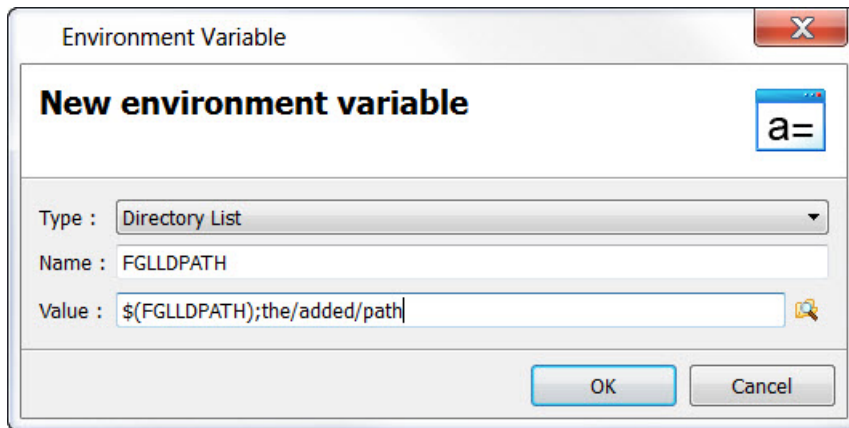 Environment Variable
New environment variable
a=
Type : Directory List
Name : FGLLDPATH
Value : $(FGLLDPATH);the/added/path
OK Cancel